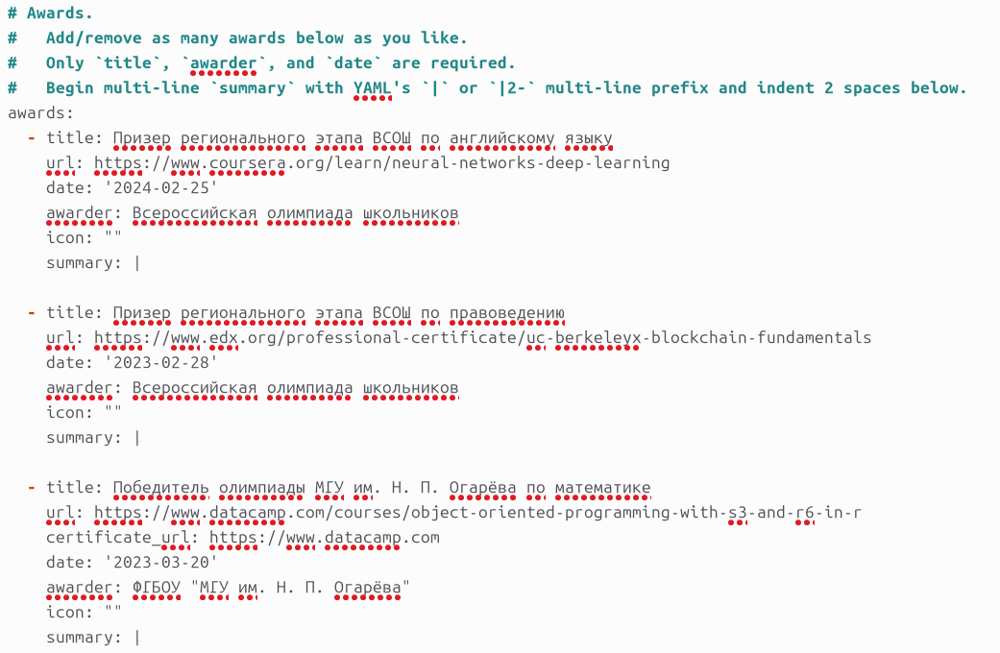 # Awards.
#   Add/remove as many awards below as you like.
#   Only `title`, `awarder`, and `date` are required.
#   Begin multi-line `summary` with YAML's `|` or `|2-` multi-line prefix and indent 2 spaces below.
awards:
  - title: Призер регионального этапа ВСОШ по английскому языку
    url: https://www.coursera.org/learn/neural-networks-deep-learning
    date: '2024-02-25'
    awarder: Всероссийская олимпиада школьников
    icon: ""
    summary: |
  - title: Призер регионального этапа ВСОШ по правоведению
    url: https://www.edx.org/professional-certificate/uc-berkeleyx-blockchain-fundamentals
    date: '2023-02-28'
    awarder: Всероссийская олимпиада школьников
    icon: ""
    summary: |
  - title: Победитель олимпиады МГУ им. Н. П. Огарёва по математике
    url: https://www.datacamp.com/courses/object-oriented-programming-with-s3-and-r6-in-r
    certificate_url: https://www.datacamp.com
    date: '2023-03-20'
    awarder: ФГБОУ "МГУ им. Н. П. Огарёва"
    icon: ""
    summary: |